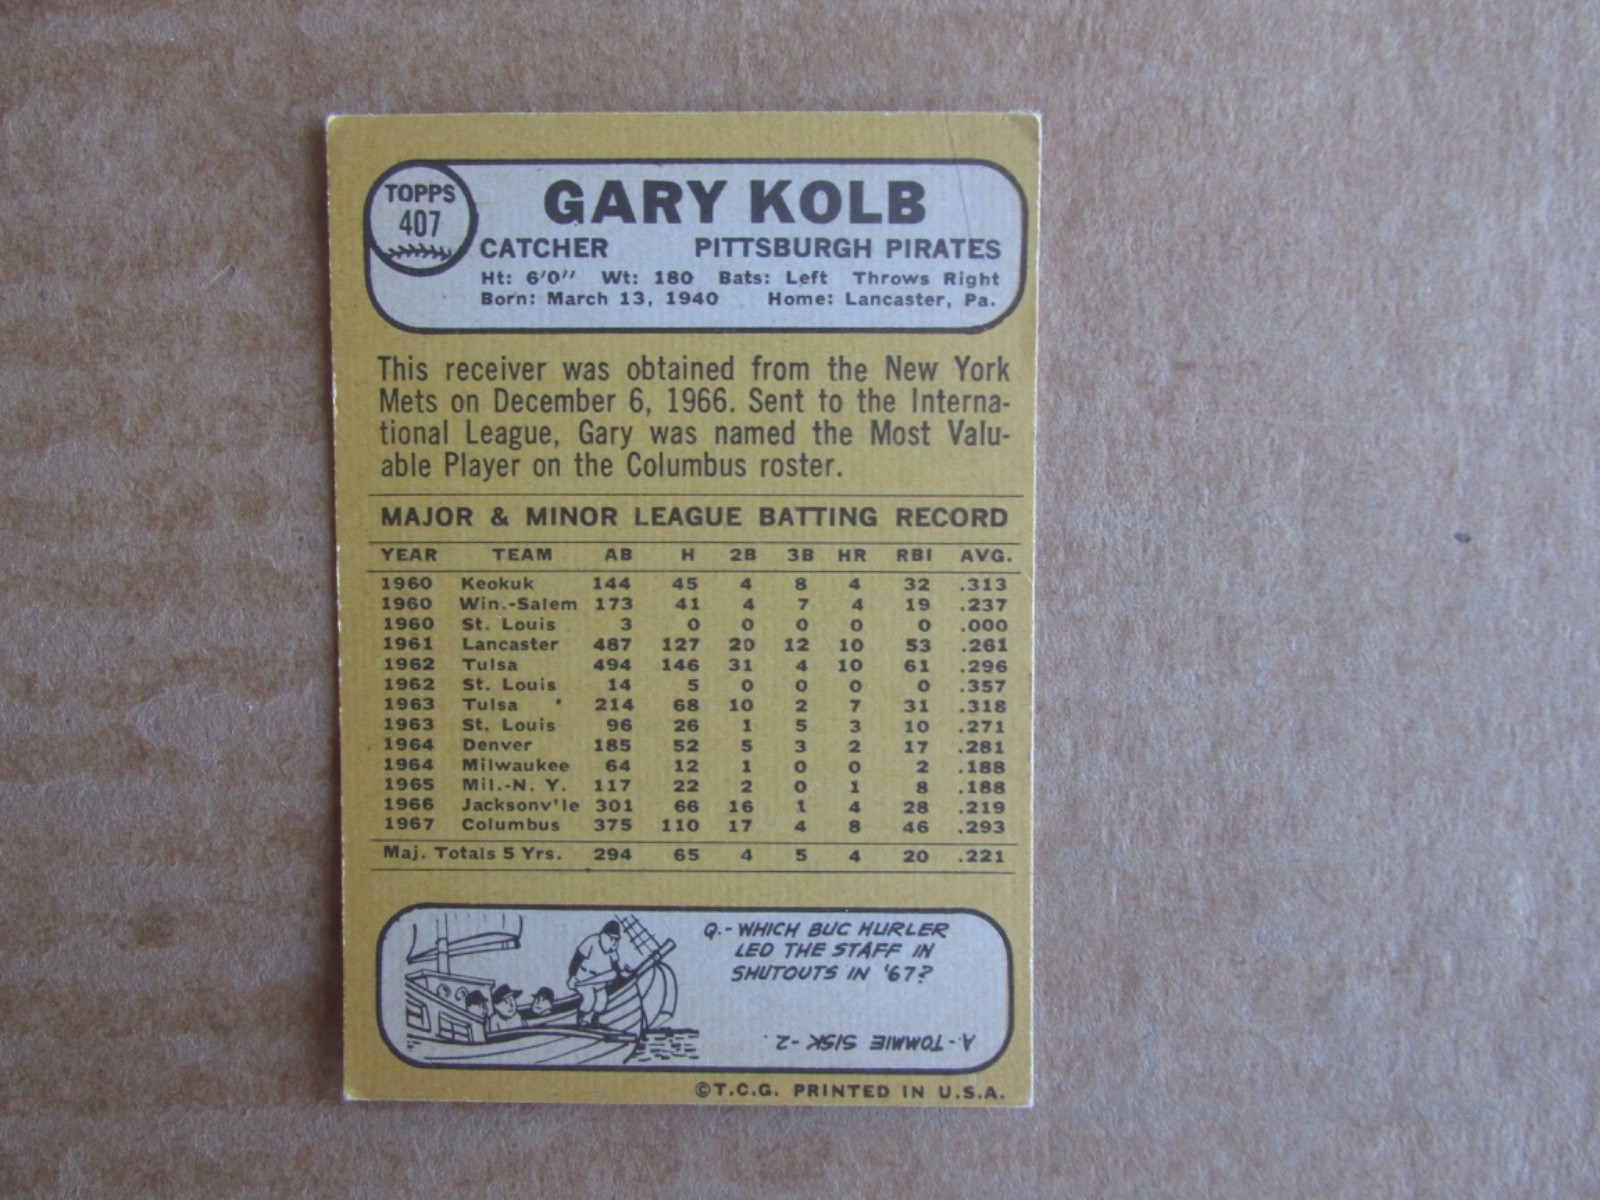 TOPPS
407
GARY KOLB
CATCHER PITTSBURGH PIRATES
Ht: 6'0" Wt: 180 Bats: Left Throws Right
Born: March 13, 1940 Home: Lancaster, Pa.
This receiver was obtained from the New York
Mets on December 6, 1966. Sent to the Interna-
tional League, Gary was named the Most Valu-
able Player on the Columbus roster.
MAJOR & MINOR LEAGUE BATTING RECORD
YEAR TEAM AB H 2B 3B HR RBI AVG.
1960 Keokuk 144 45 4 8 4 32 .313
1960 Win.-Salem 173 41 4 7 4 19 .237
1960 St. Louis 3 0 0 0 0 0 .000
1961 Lancaster 487 127 20 12 10 53 .261
1962 Tulsa 494 146 31 4 10 61 .296
1962 St. Louis 14 5 0 0 0 0 .357
1963 Tulsa 214 68 10 2 7 31 .318
1963 St. Louis 96 26 1 5 3 10 .271
1964 Denver 185 52 5 3 2 17 .281
1964 Milwaukee 64 12 1 0 0 2 .188
1965 Mil.-N. Y. 117 22 2 0 1 8 .188
1966 Jacksonv'le 301 66 16 1 4 28 .219
1967 Columbus 375 110 17 4 8 46 .293
Maj. Totals 5 Yrs. 294 65 4 5 4 20 .221
Q.- WHICH BUC HURLER
LED THE STAFF IN
SHUTOUTS IN '67?
A.- TOMMIE SISK - 2.
©T.C.G. PRINTED IN U.S.A.